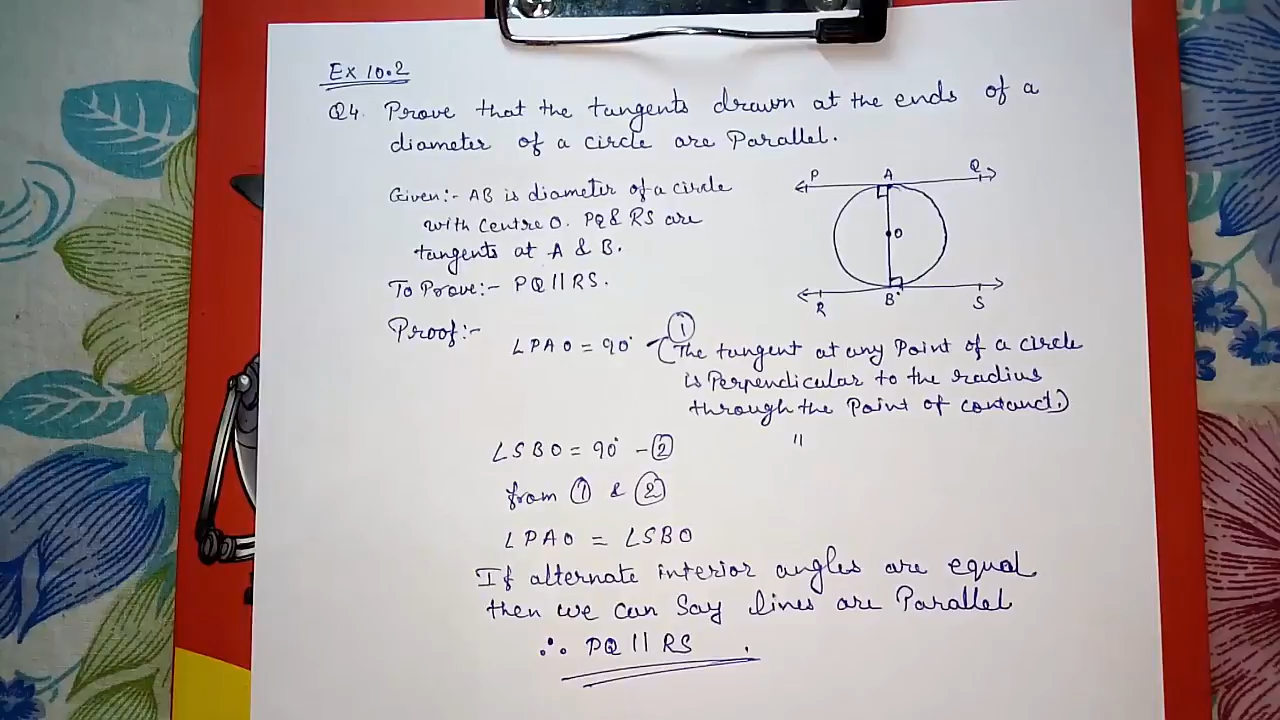 Ex 10.2
Q4. Prove that the tangents drawn at the ends of a
diameter of a circle are Parallel.
Given:- AB is diameter of a circle
with Centre O. PQ & RS are
tangents at A & B.
To Prove:- PQ || RS.
P A Q
O
R B S
Proof:-
∠PAO = 90° - ①
(The tangent at any Point of a circle
is Perpendicular to the radius
through the Point of contanct.)
∠SBO = 90° - ② "
from ① & ②
∠PAO = ∠SBO
If alternate interior angles are equal
then we can Say lines are Parallel
∴ PQ || RS .